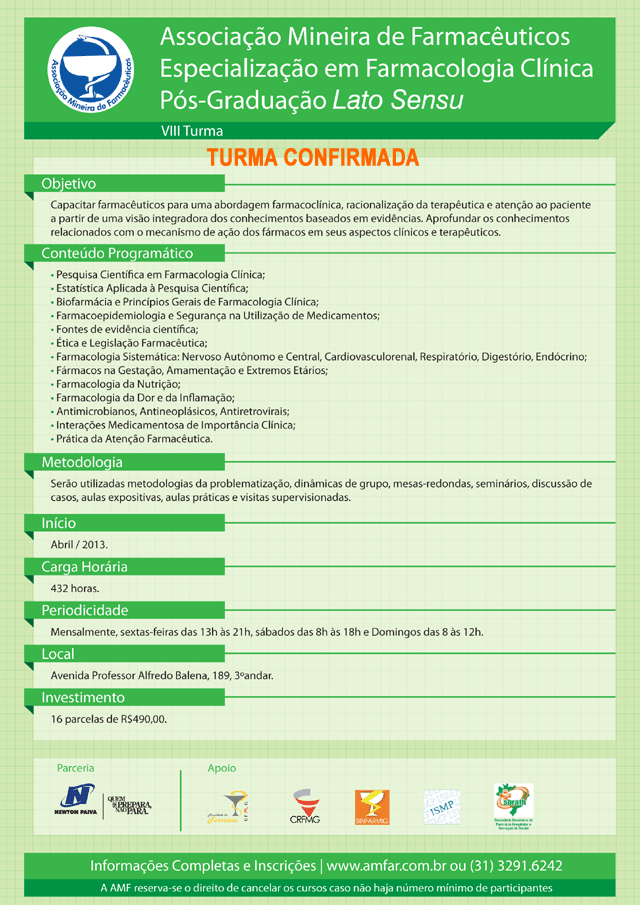 Associação Mineira de Farmacêuticos
Associação Mineira de Farmacêuticos
Especialização em Farmacologia Clínica
Pós-Graduação Lato Sensu
VIII Turma
TURMA CONFIRMADA
Objetivo
Capacitar farmacêuticos para uma abordagem farmacoclínica, racionalização da terapêutica e atenção ao paciente
a partir de uma visão integradora dos conhecimentos baseados em evidências. Aprofundar os conhecimentos
relacionados com o mecanismo de ação dos fármacos em seus aspectos clínicos e terapêuticos.
Conteúdo Programático
• Pesquisa Científica em Farmacologia Clínica;
• Estatística Aplicada à Pesquisa Científica;
• Biofarmácia e Princípios Gerais de Farmacologia Clínica;
• Farmacoepidemiologia e Segurança na Utilização de Medicamentos;
• Fontes de evidência científica;
• Ética e Legislação Farmacêutica;
• Farmacologia Sistemática: Nervoso Autônomo e Central, Cardiovasculorenal, Respiratório, Digestório, Endócrino;
• Fármacos na Gestação, Amamentação e Extremos Etários;
• Farmacologia da Nutrição;
• Farmacologia da Dor e da Inflamação;
• Antimicrobianos, Antineoplásicos, Antiretrovirais;
• Interações Medicamentosa de Importância Clínica;
• Prática da Atenção Farmacêutica.
Metodologia
Serão utilizadas metodologias da problematização, dinâmicas de grupo, mesas-redondas, seminários, discussão de
casos, aulas expositivas, aulas práticas e visitas supervisionadas.
Início
Abril / 2013.
Carga Horária
432 horas.
Periodicidade
Mensalmente, sextas-feiras das 13h às 21h, sábados das 8h às 18h e Domingos das 8 às 12h.
Local
Avenida Professor Alfredo Balena, 189, 3ºandar.
Investimento
16 parcelas de R$490,00.
Parceria
Apoio
NEWTON PAIVA
QUEM
SE PREPARA,
NÃO PARA.
CRFMG
SINFARMIG
ISMP
sbrafh
Informações Completas e Inscrições | www.amfar.com.br ou (31) 3291.6242
A AMF reserva-se o direito de cancelar os cursos caso não haja número mínimo de participantes